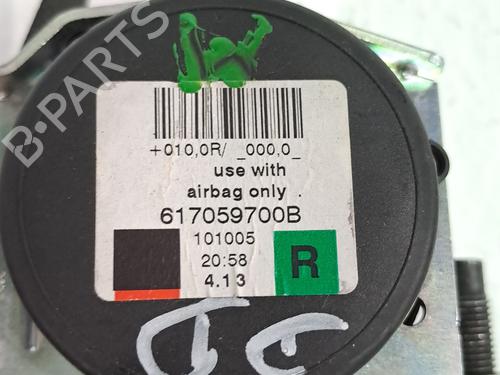 B-PARTS
+010,0R/ _000,0_
use with
airbag only .
617059700B
101005
20:58
4.13
R